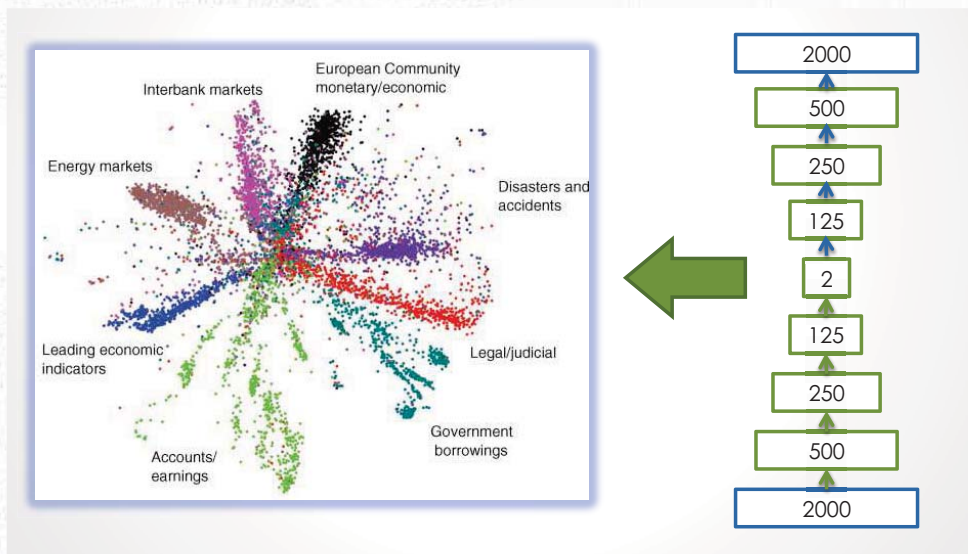 European Community
monetary/economic
Interbank markets
Energy markets
Disasters and
accidents
Leading economic
indicators
Legal/judicial
Government
borrowings
Accounts/
earnings
2000
500
250
125
2
125
250
500
2000